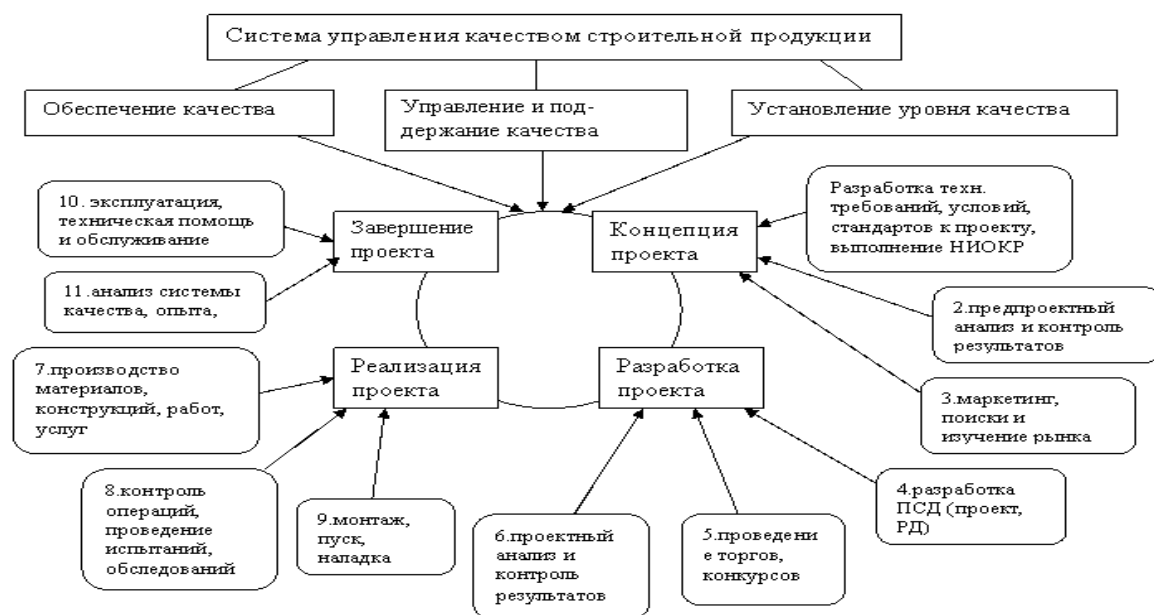 Система управления качеством строительной продукции
Обеспечение качества
Управление и под-
держание качества
Установление уровня качества
10. эксплуатация,
техническая помощь
и обслуживание
Завершение
проекта
Концепция
проекта
Разработка техн.
требований, условий,
стандартов к проекту,
выполнение НИОКР
11.анализ системы
качества, опыта,
2.предпроектный
анализ и контроль
результатов
7.производство
материалов,
конструкций, работ,
услуг
Реализация
проекта
Разработка
проекта
3.маркетинг,
поиски и
изучение рынка
8.контроль
операций,
проведение
испытаний,
обследований
9.монтаж,
пуск,
наладка
6.проектный
анализ и
контроль
результатов
5.проведени
е торгов,
конкурсов
4.разработка
ПСД (проект,
РД)